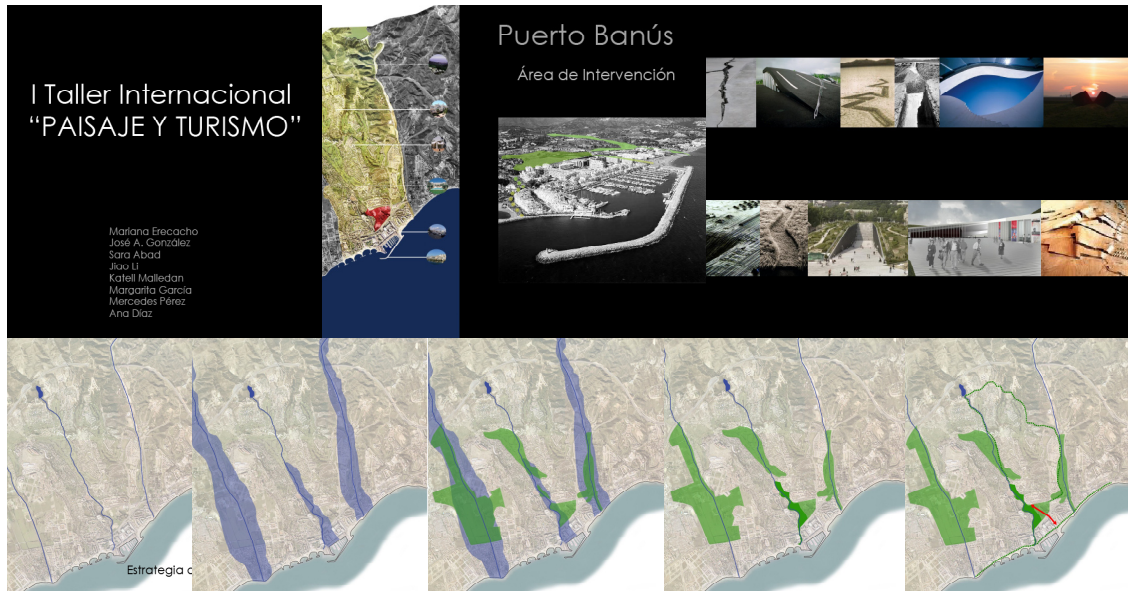 I Taller Internacional
“PAISAJE Y TURISMO”
Mariana Erecacho
José A. González
Sara Abad
Jiao Li
Katell Malledan
Margarita García
Mercedes Pérez
Ana Díaz
Puerto Banús
Área de Intervención
Estrategia